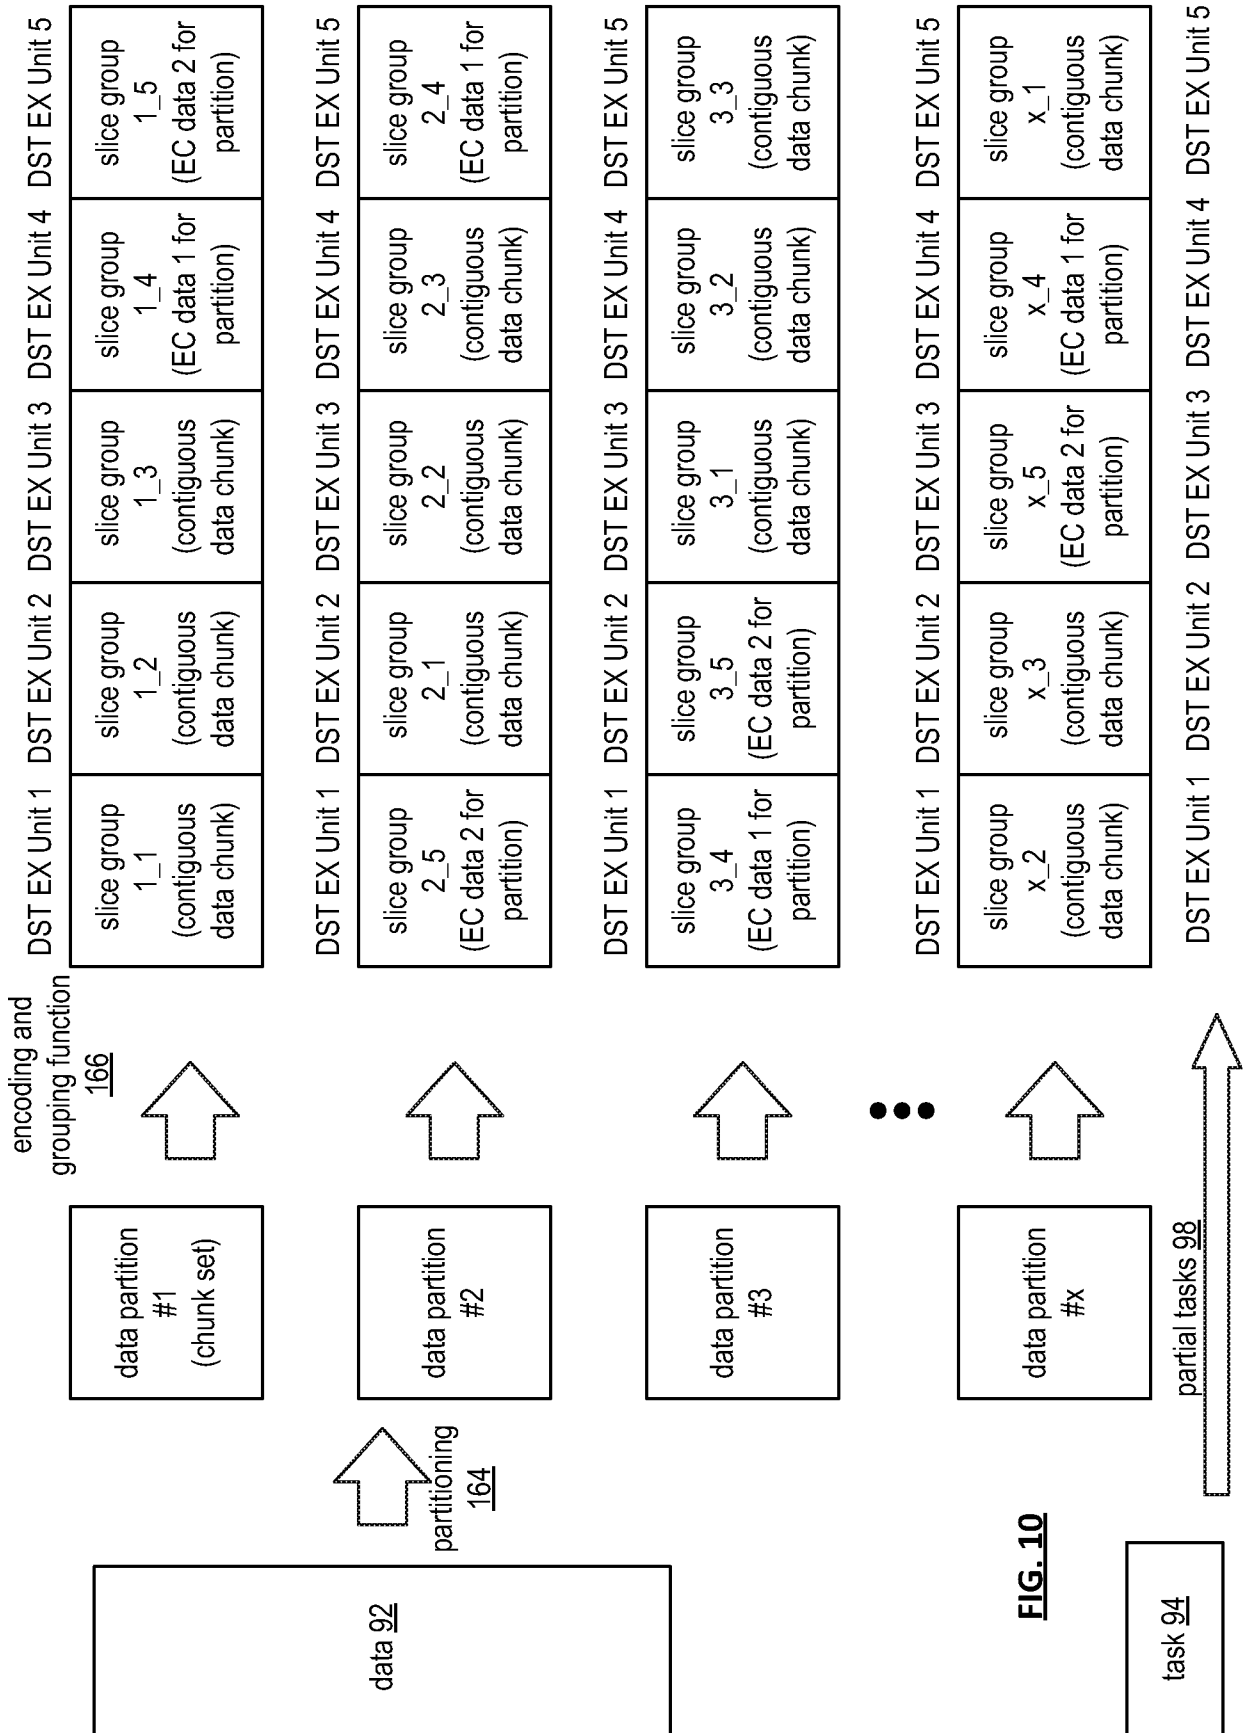 data 92
task 94
partitioning
164
FIG. 10
data partition
#1
(chunk set)
data partition
#2
data partition
#3
data partition
#x
partial tasks 98
encoding and
grouping function
166
DST EX Unit 1
DST EX Unit 2
DST EX Unit 3
DST EX Unit 4
DST EX Unit 5
slice group
1_1
(contiguous
data chunk)
slice group
1_2
(contiguous
data chunk)
slice group
1_3
(contiguous
data chunk)
slice group
1_4
(EC data 1 for
partition)
slice group
1_5
(EC data 2 for
partition)
DST EX Unit 1
DST EX Unit 2
DST EX Unit 3
DST EX Unit 4
DST EX Unit 5
slice group
2_5
(EC data 2 for
partition)
slice group
2_1
(contiguous
data chunk)
slice group
2_2
(contiguous
data chunk)
slice group
2_3
(contiguous
data chunk)
slice group
2_4
(EC data 1 for
partition)
DST EX Unit 1
DST EX Unit 2
DST EX Unit 3
DST EX Unit 4
DST EX Unit 5
slice group
3_4
(EC data 1 for
partition)
slice group
3_5
(EC data 2 for
partition)
slice group
3_1
(contiguous
data chunk)
slice group
3_2
(contiguous
data chunk)
slice group
3_3
(contiguous
data chunk)
DST EX Unit 1
DST EX Unit 2
DST EX Unit 3
DST EX Unit 4
DST EX Unit 5
slice group
x_2
(contiguous
data chunk)
slice group
x_3
(contiguous
data chunk)
slice group
x_5
(EC data 2 for
partition)
slice group
x_4
(EC data 1 for
partition)
slice group
x_1
(contiguous
data chunk)
DST EX Unit 1
DST EX Unit 2
DST EX Unit 3
DST EX Unit 4
DST EX Unit 5